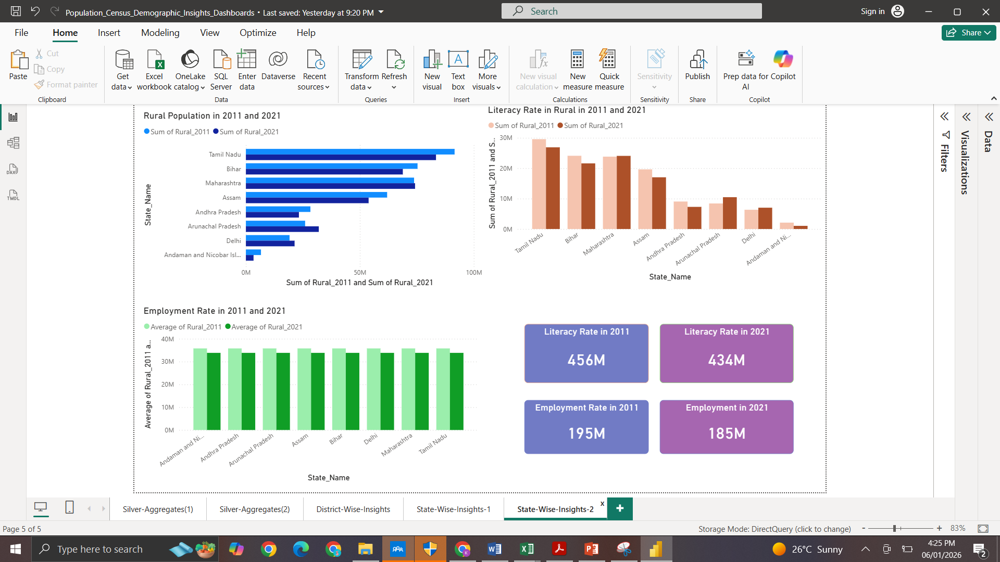 Population_Census_Demographic_Insights_Dashboards • Last saved: Yesterday at 9:20 PM
Search
Sign in
File
Home
Insert
Modeling
View
Optimize
Help
Share
Paste
Cut
Copy
Format painter
Clipboard
Get data
Excel workbook
OneLake catalog
SQL Server
Enter data
Dataverse
Recent sources
Data
Transform data
Refresh
Queries
New visual
Text box
More visuals
Insert
New visual calculation
New measure
Quick measure
Calculations
Sensitivity
Sensitivity
Publish
Share
Prep data for AI
Copilot
Copilot
DAX
TMDL
Rural Population in 2011 and 2021
Sum of Rural_2011 Sum of Rural_2021
State_Name
Tamil Nadu
Bihar
Maharashtra
Assam
Andhra Pradesh
Arunachal Pradesh
Delhi
Andaman and Nicobar Isl...
0M 50M 100M
Sum of Rural_2011 and Sum of Rural_2021
Literacy Rate in Rural in 2011 and 2021
Sum of Rural_2011 Sum of Rural_2021
Sum of Rural_2011 and S...
30M
20M
10M
0M
Tamil Nadu
Bihar
Maharashtra
Assam
Andhra Pradesh
Arunachal Pradesh
Delhi
Andaman and Ni...
State_Name
Employment Rate in 2011 and 2021
Average of Rural_2011 Average of Rural_2021
Average of Rural_2011 a...
40M
30M
20M
10M
0M
Andaman and Ni...
Andhra Pradesh
Arunachal Pradesh
Assam
Bihar
Delhi
Maharashtra
Tamil Nadu
State_Name
Literacy Rate in 2011
456M
Literacy Rate in 2021
434M
Employment Rate in 2011
195M
Employment in 2021
185M
Filters
Visualizations
Data
Silver-Aggregates(1)
Silver-Aggregates(2)
District-Wise-Insights
State-Wise-Insights-1
State-Wise-Insights-2
x
+
Page 5 of 5
Storage Mode: DirectQuery (click to change)
- + 83%
Type here to search
26°C Sunny
4:25 PM
06/01/2026
2